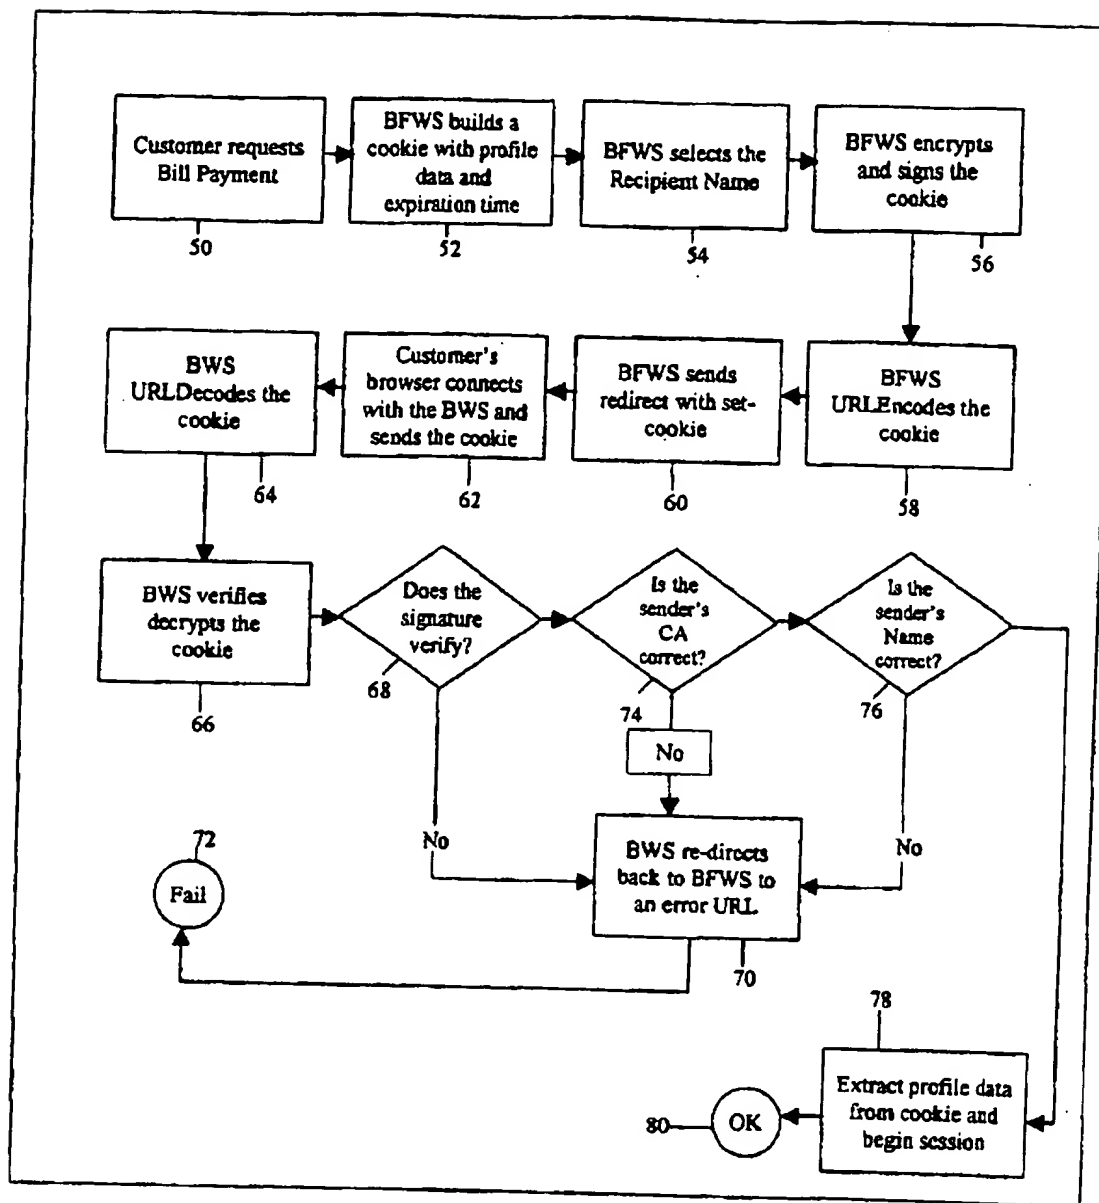 Customer requests
Bill Payment
50
BFWS builds a
cookie with profile
data and
expiration time
52
BFWS selects the
Recipient Name
54
BFWS encrypts
and signs the
cookie
56
BWS
URLDecodes the
cookie
64
Customer's
browser connects
with the BWS and
sends the cookie
62
BFWS sends
redirect with set-
cookie
60
BFWS
URLEncodes the
cookie
58
BWS verifies
decrypts the
cookie
66
Does the
signature
verify?
68
Is the
sender's
CA
correct?
74
Is the
sender's
Name
correct?
76
No
No
No
72
Fail
BWS re-directs
back to BFWS to
an error URL
70
78
Extract profile data
from cookie and
begin session
80
OK